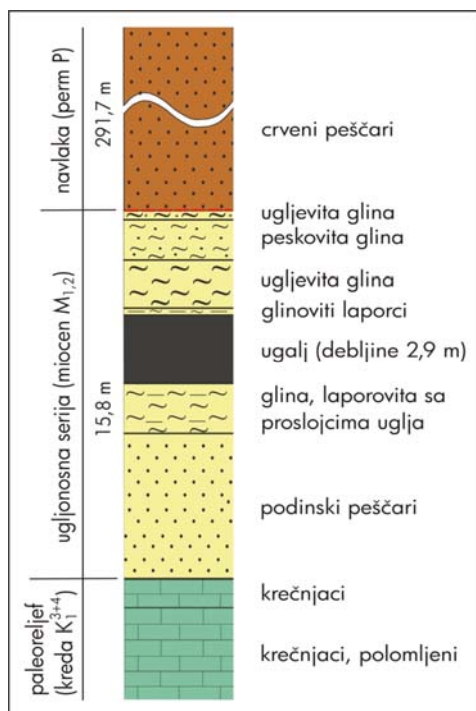 navlaka (perm P)
291,7 m
crveni peščari
ugljonosna serija (miocen M1,2)
15,8 m
ugljevita glina
peskovita glina
ugljevita glina
glinoviti laporci
ugalj (debljine 2,9 m)
glina, laporovita sa
proslojcima uglja
podinski peščari
paleoreljef
(kreda K1 3+4)
krečnjaci
krečnjaci, polomljeni